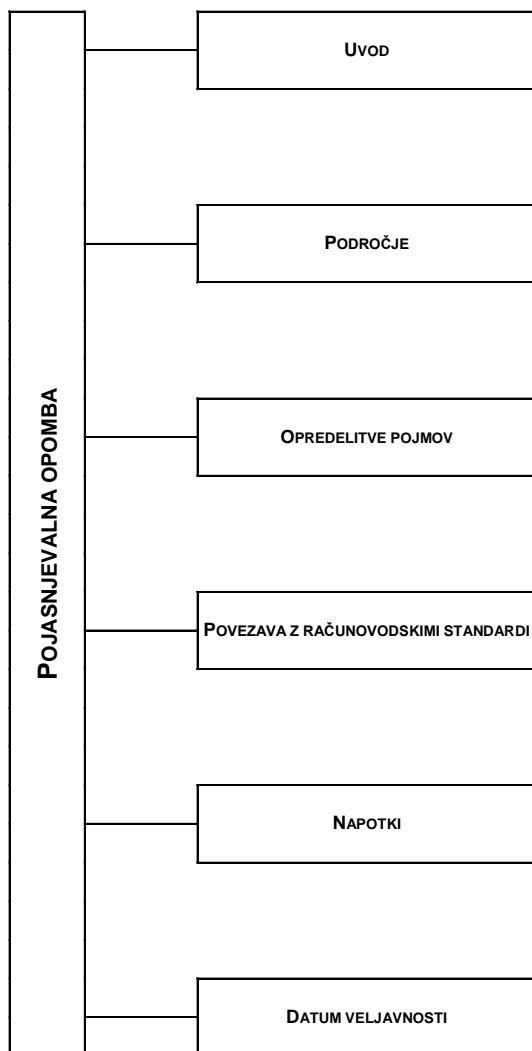 POJASNJEVALNA OPOMBA
UVOD
PODROČJE
OPREDELITVE POJMOV
POVEZAVA Z RAČUNOVODSKIMI STANDARDI
NAPOTKI
DATUM VELJAVNOSTI